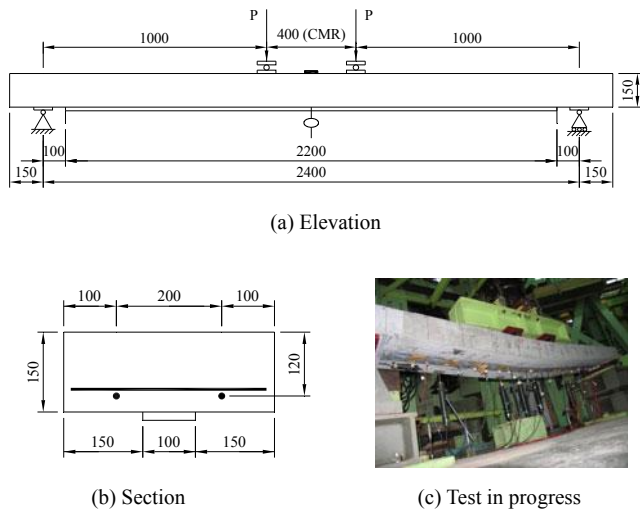 P P
1000 400 (CMR) 1000
150
100 2200 100
150 2400 150
(a) Elevation
100 200 100
150 120
150 100 150
(b) Section
(c) Test in progress